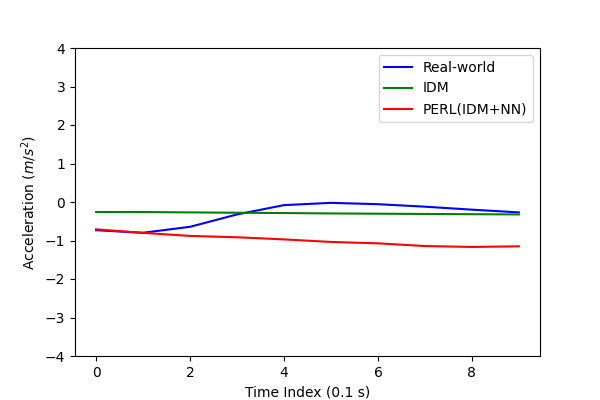 Real-world
IDM
PERL(IDM+NN)
4
3
2
1
0
−1
−2
−3
−4
Acceleration (m/s²)
0 2 4 6 8
Time Index (0.1 s)